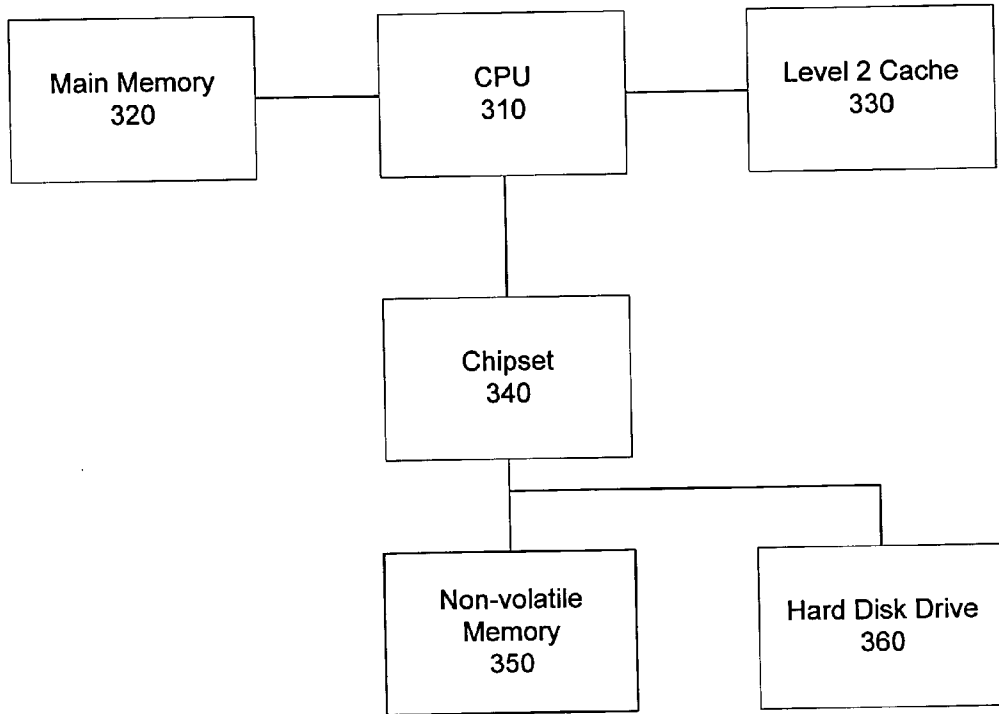 Main Memory
320
CPU
310
Level 2 Cache
330
Chipset
340
Non-volatile
Memory
350
Hard Disk Drive
360